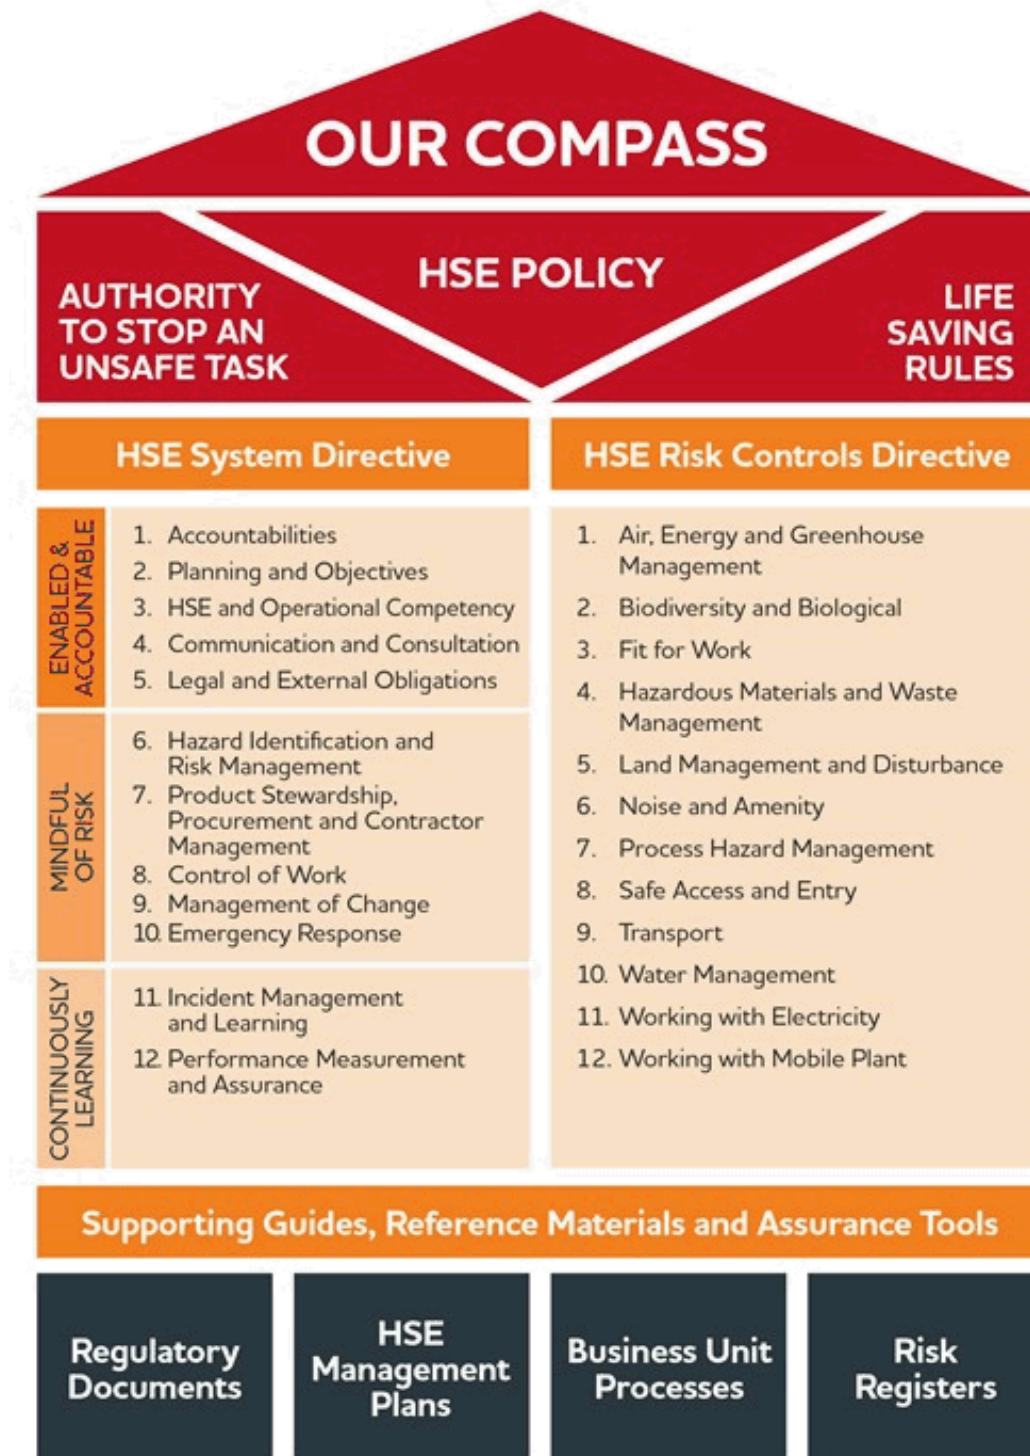 OUR COMPASS
HSE POLICY
AUTHORITY
TO STOP AN
UNSAFE TASK
LIFE
SAVING
RULES
HSE System Directive
ENABLED &
ACCOUNTABLE
1. Accountabilities
2. Planning and Objectives
3. HSE and Operational Competency
4. Communication and Consultation
5. Legal and External Obligations
MINDFUL
OF RISK
6. Hazard Identification and
Risk Management
7. Product Stewardship,
Procurement and Contractor
Management
8. Control of Work
9. Management of Change
10. Emergency Response
CONTINUOUSLY
LEARNING
11. Incident Management
and Learning
12. Performance Measurement
and Assurance
HSE Risk Controls Directive
1. Air, Energy and Greenhouse
Management
2. Biodiversity and Biological
3. Fit for Work
4. Hazardous Materials and Waste
Management
5. Land Management and Disturbance
6. Noise and Amenity
7. Process Hazard Management
8. Safe Access and Entry
9. Transport
10. Water Management
11. Working with Electricity
12. Working with Mobile Plant
Supporting Guides, Reference Materials and Assurance Tools
Regulatory
Documents
HSE
Management
Plans
Business Unit
Processes
Risk
Registers